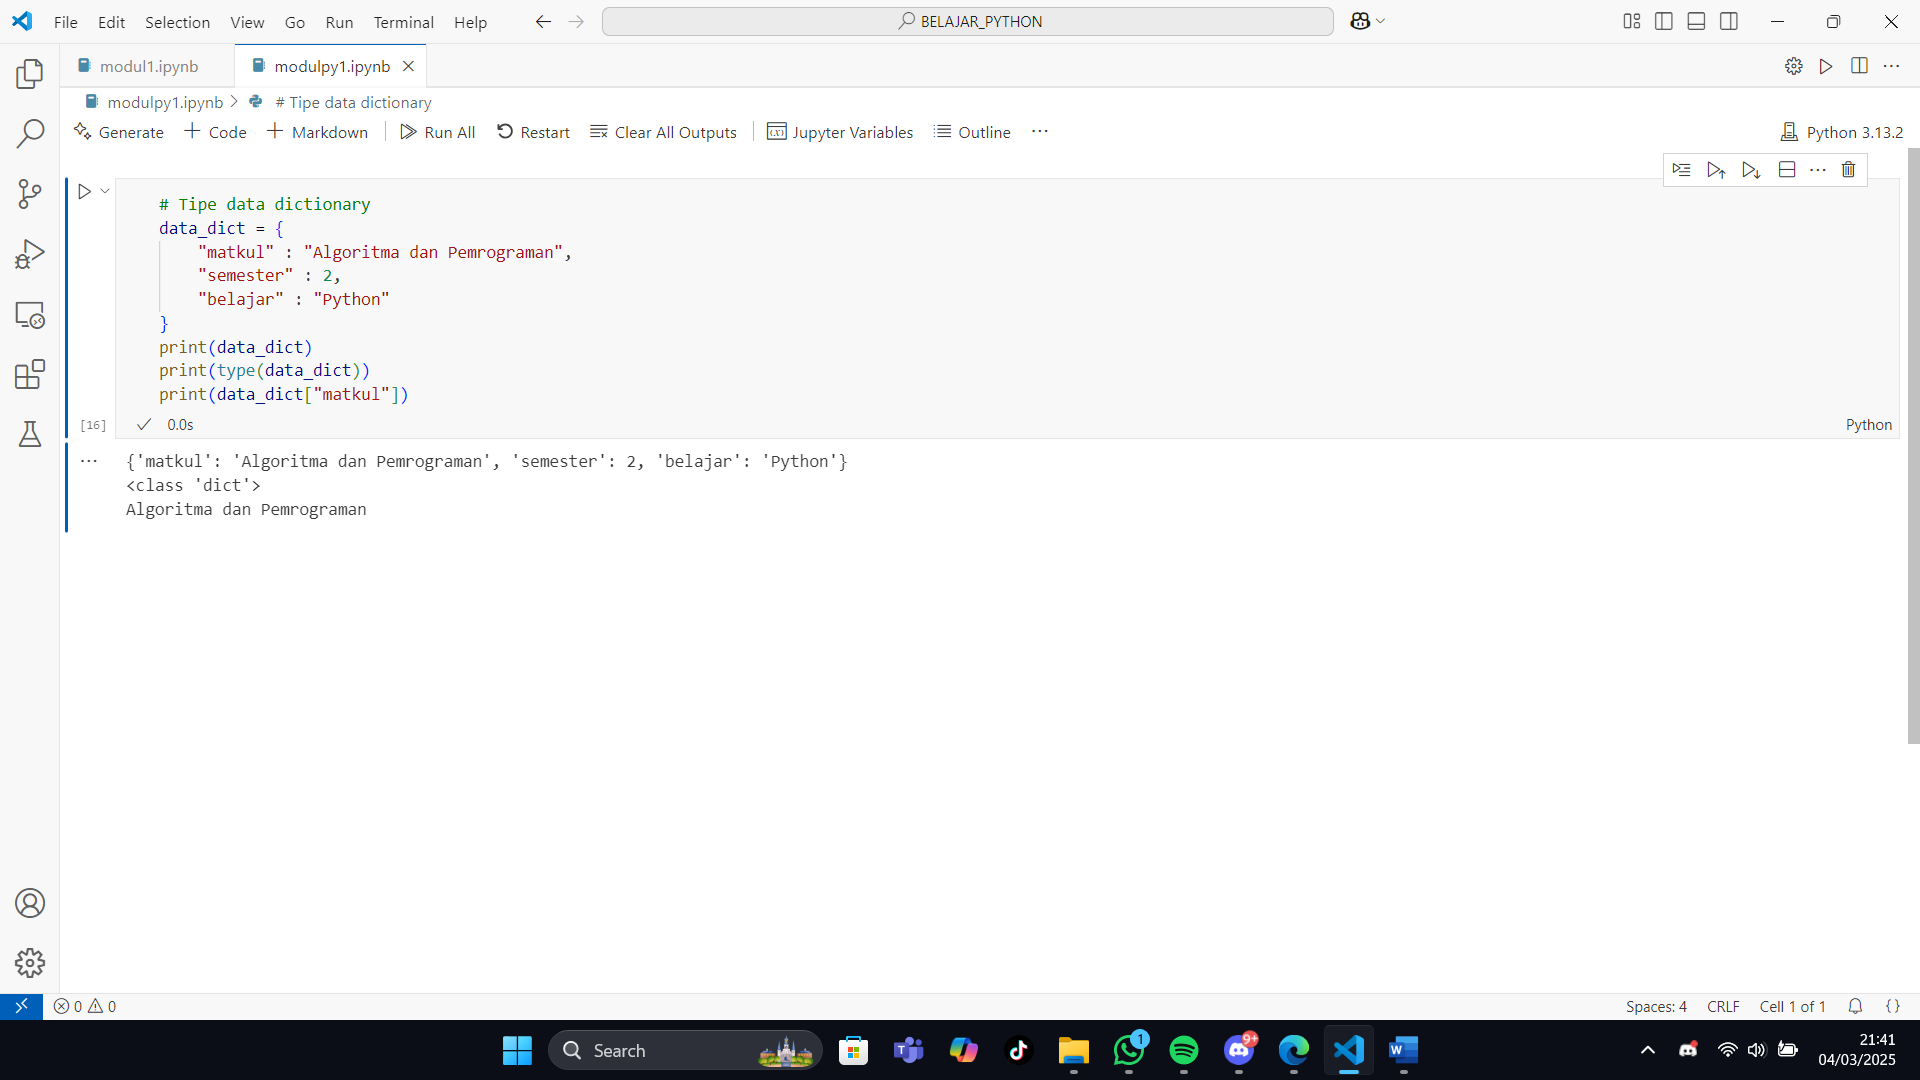 File Edit Selection View Go Run Terminal Help BELAJAR_PYTHON
modul1.ipynb modulpy1.ipynb
modulpy1.ipynb # Tipe data dictionary
Generate Code Markdown Run All Restart Clear All Outputs Jupyter Variables Outline ... Python 3.13.2
# Tipe data dictionary
data_dict = {
"matkul" : "Algoritma dan Pemrograman",
"semester" : 2,
"belajar" : "Python"
}
print(data_dict)
print(type(data_dict))
print(data_dict["matkul"])
[16] 0.0s Python
{'matkul': 'Algoritma dan Pemrograman', 'semester': 2, 'belajar': 'Python'}
<class 'dict'>
Algoritma dan Pemrograman
0 0 Spaces: 4 CRLF Cell 1 of 1 {}
Search 1 9+ 21:41
04/03/2025